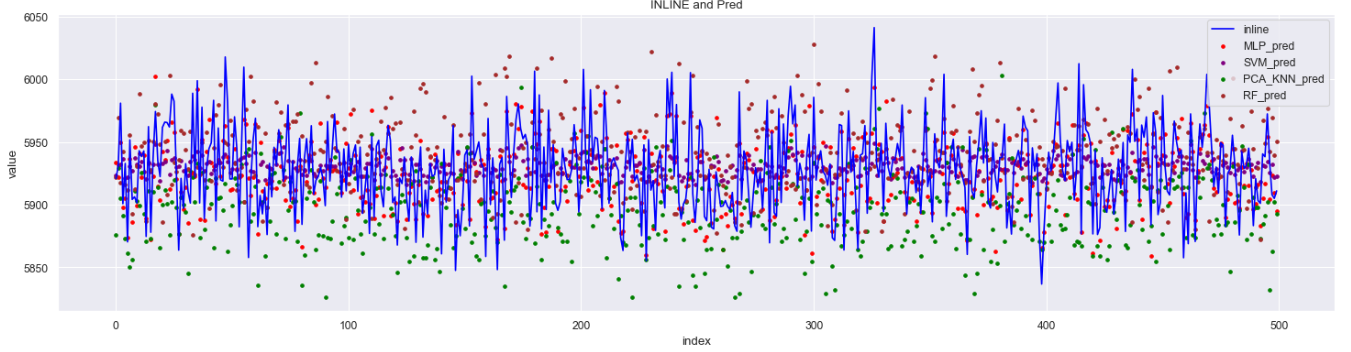 INLINE and Pred
6050
6000
5950
5900
5850
value
0
100
200
300
400
500
index
inline
MLP_pred
SVM_pred
PCA_KNN_pred
RF_pred